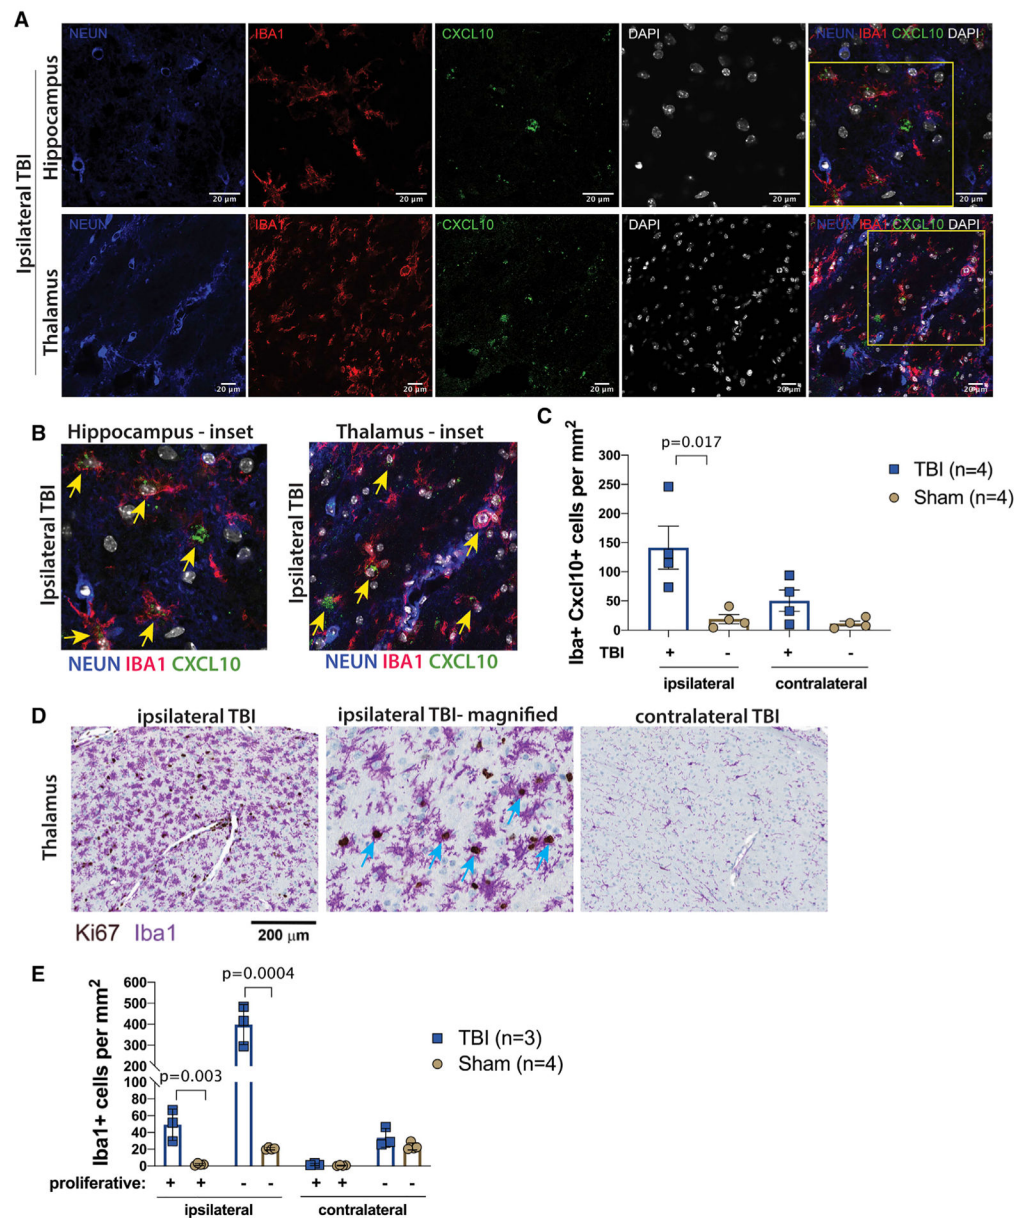 A
Ipsilateral TBI
Hippocampus
NEUN
IBA1
CXCL10
DAPI
NEUN IBA1 CXCL10 DAPI
20 µm
20 µm
20 µm
20 µm
20 µm
Thalamus
NEUN
IBA1
CXCL10
DAPI
NEUN IBA1 CXCL10 DAPI
20 µm
20 µm
20 µm
20 µm
20 µm
B
Hippocampus - inset
Thalamus - inset
Ipsilateral TBI
Ipsilateral TBI
NEUN IBA1 CXCL10
NEUN IBA1 CXCL10
C
p=0.017
Iba+ Cxcl10+ cells per mm²
300
250
200
150
100
50
0
TBI (n=4)
Sham (n=4)
TBI + - + -
ipsilateral contralateral
D
ipsilateral TBI
ipsilateral TBI- magnified
contralateral TBI
Thalamus
Ki67 Iba1
200 µm
E
p=0.0004
p=0.003
Iba1+ cells per mm²
600
500
400
300
200
100
80
60
40
20
0
TBI (n=3)
Sham (n=4)
proliferative: + + - - + + - -
ipsilateral contralateral